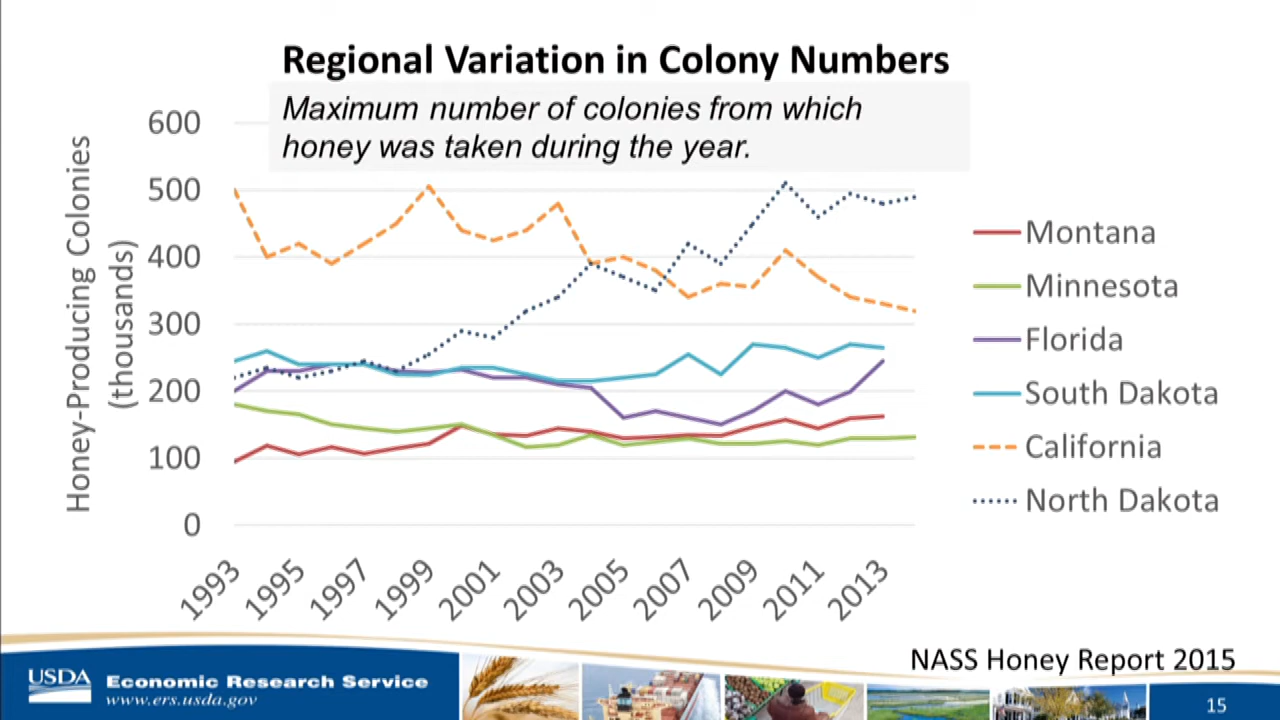 Regional Variation in Colony Numbers
Maximum number of colonies from which
honey was taken during the year.
Honey-Producing Colonies
(thousands)
600
500
400
300
200
100
0
1993
1995
1997
1999
2001
2003
2005
2007
2009
2011
2013
Montana
Minnesota
Florida
South Dakota
California
North Dakota
NASS Honey Report 2015
USDA
Economic Research Service
www.ers.usda.gov
15